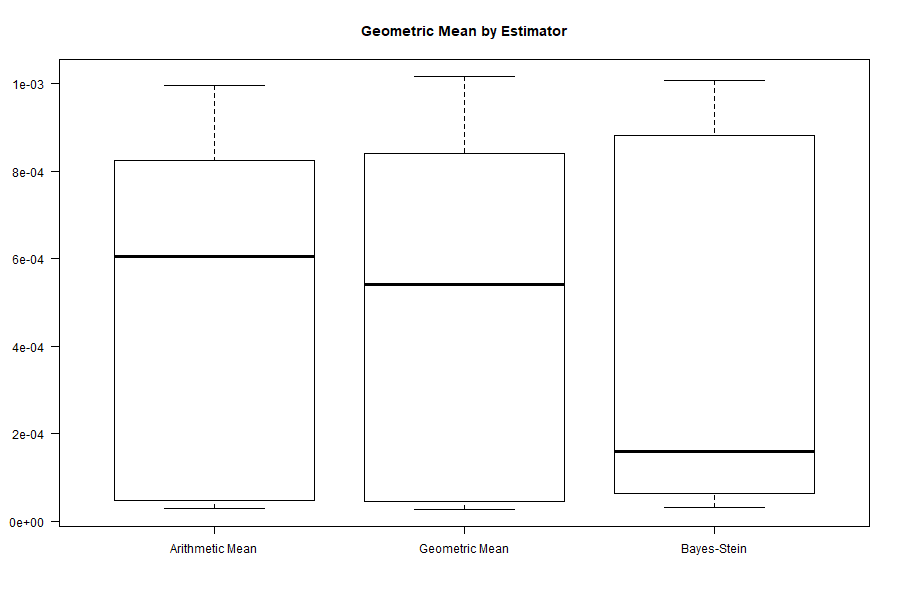 Geometric Mean by Estimator
1e-03
8e-04
6e-04
4e-04
2e-04
0e+00
Arithmetic Mean
Geometric Mean
Bayes-Stein